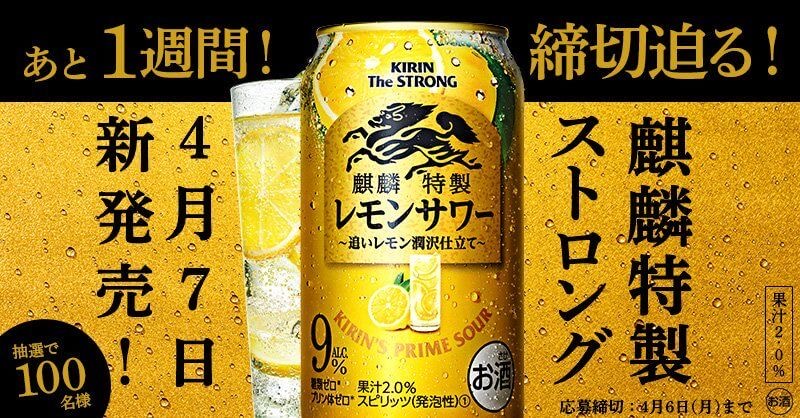 あと1週間！
締切迫る！
麒麟特製
ストロング
4月7日
新発売！
抽選で
100
名様
KIRIN
The STRONG
麒麟 特製
レモンサワー
～追いレモン潤沢仕立て～
KIRIN'S PRIME SOUR
9%
ALC.
糖類ゼロ*
プリン体ゼロ*
果汁2.0%
スピリッツ(発泡性)①
お酒
果汁2.0%
応募締切：4月6日(月)まで
お酒